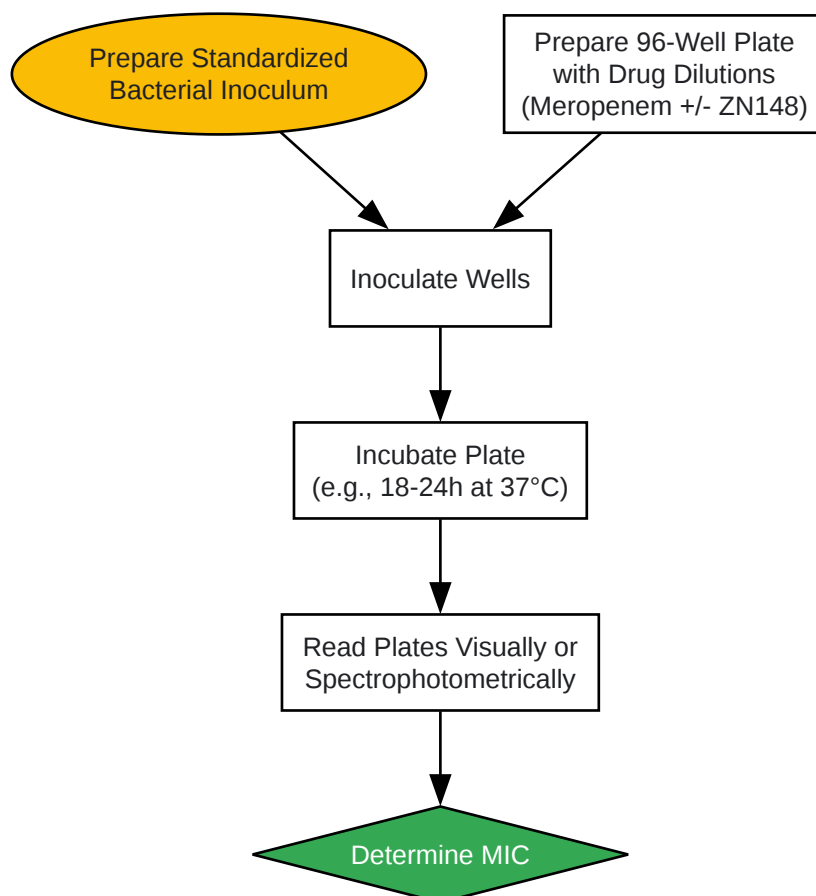 Prepare Standardized
Bacterial Inoculum
Prepare 96-Well Plate
with Drug Dilutions
(Meropenem +/- ZN148)
Inoculate Wells
Incubate Plate
(e.g., 18-24h at 37°C)
Read Plates Visually or
Spectrophotometrically
Determine MIC